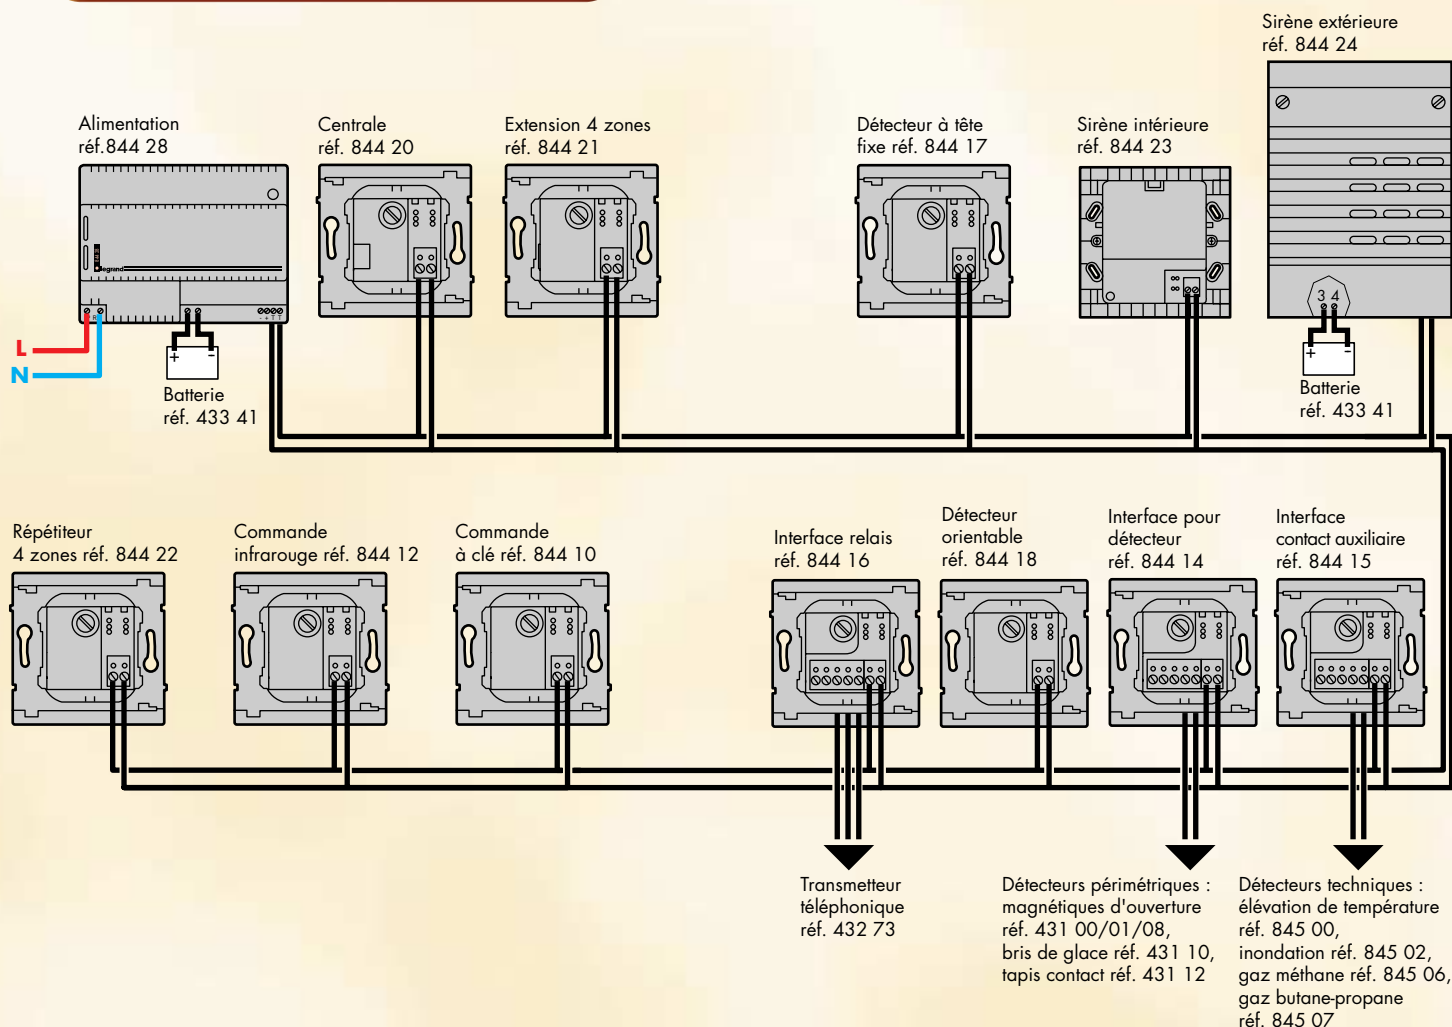 Sirène extérieure
réf. 844 24
Alimentation
réf.844 28
Centrale
réf. 844 20
Extension 4 zones
réf. 844 21
Détecteur à tête
fixe réf. 844 17
Sirène intérieure
réf. 844 23
legrand
- + T T
3 4
L
N
+ -
+ -
Batterie
réf. 433 41
Batterie
réf. 433 41
Répétiteur
4 zones réf. 844 22
Commande
infrarouge réf. 844 12
Commande
à clé réf. 844 10
Interface relais
réf. 844 16
Détecteur
orientable
réf. 844 18
Interface pour
détecteur
réf. 844 14
Interface
contact auxiliaire
réf. 844 15
Transmetteur
téléphonique
réf. 432 73
Détecteurs périmétriques :
magnétiques d'ouverture
réf. 431 00/01/08,
bris de glace réf. 431 10,
tapis contact réf. 431 12
Détecteurs techniques :
élévation de température
réf. 845 00,
inondation réf. 845 02,
gaz méthane réf. 845 06,
gaz butane-propane
réf. 845 07